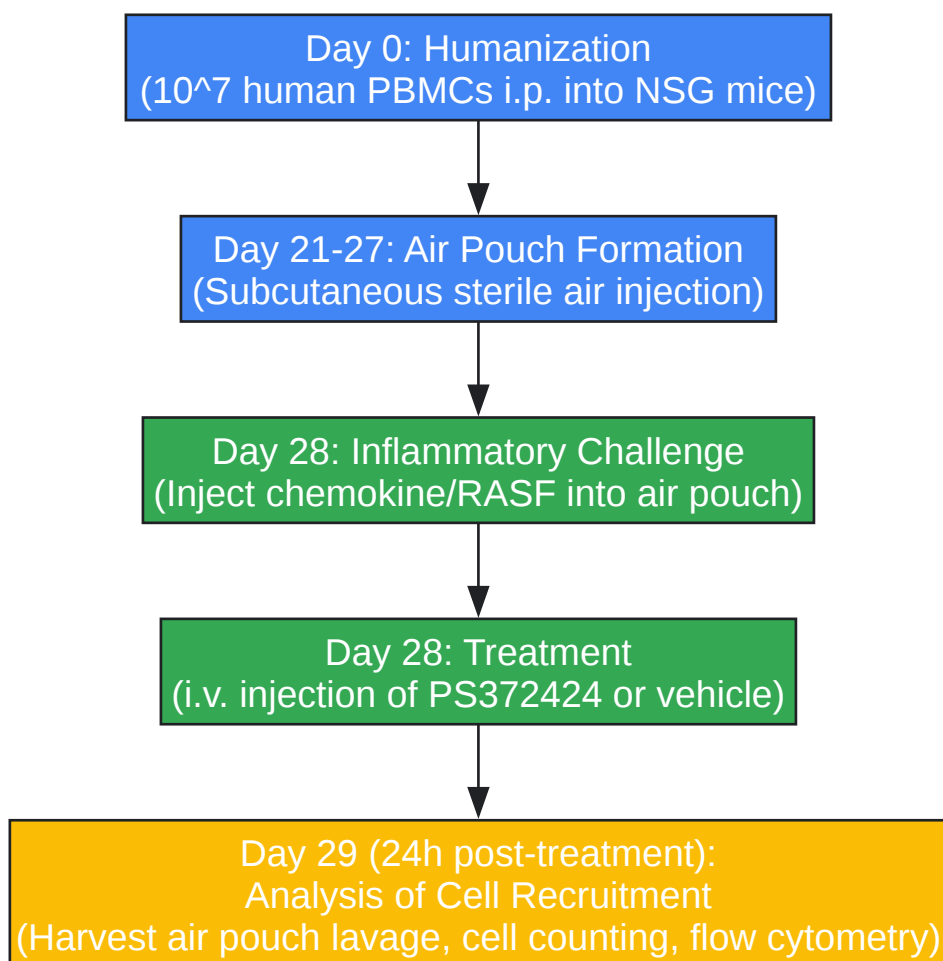 Day 0: Humanization
(10^7 human PBMCs i.p. into NSG mice)
Day 21-27: Air Pouch Formation
(Subcutaneous sterile air injection)
Day 28: Inflammatory Challenge
(Inject chemokine/RASF into air pouch)
Day 28: Treatment
(i.v. injection of PS372424 or vehicle)
Day 29 (24h post-treatment):
Analysis of Cell Recruitment
(Harvest air pouch lavage, cell counting, flow cytometry)